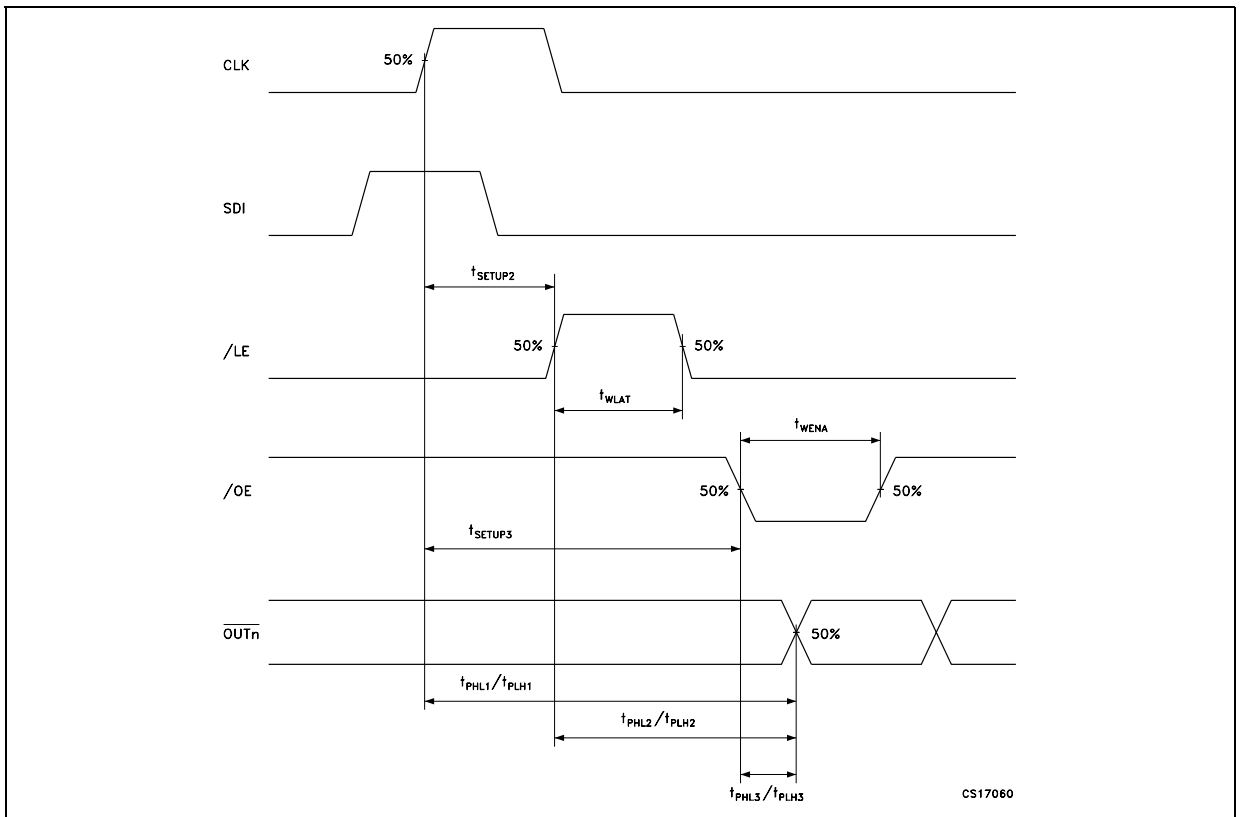 CLK
50%
SDI
tSETUP2
/LE
50%
50%
tWLAT
tWENA
/OE
50%
50%
tSETUP3
OUTn
50%
tPHL1/tPLH1
tPHL2/tPLH2
tPHL3/tPLH3
CS17060